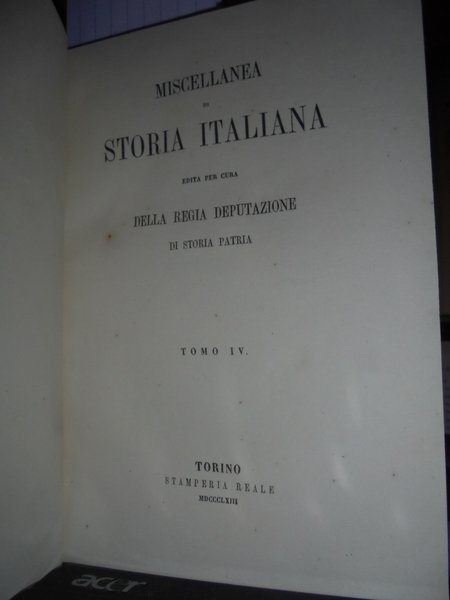 MISCELLANEA
DI
STORIA ITALIANA
EDITA PER CURA
DELLA REGIA DEPUTAZIONE
DI STORIA PATRIA
TOMO IV.
TORINO
STAMPERIA REALE
MDCCCLXIII
acer